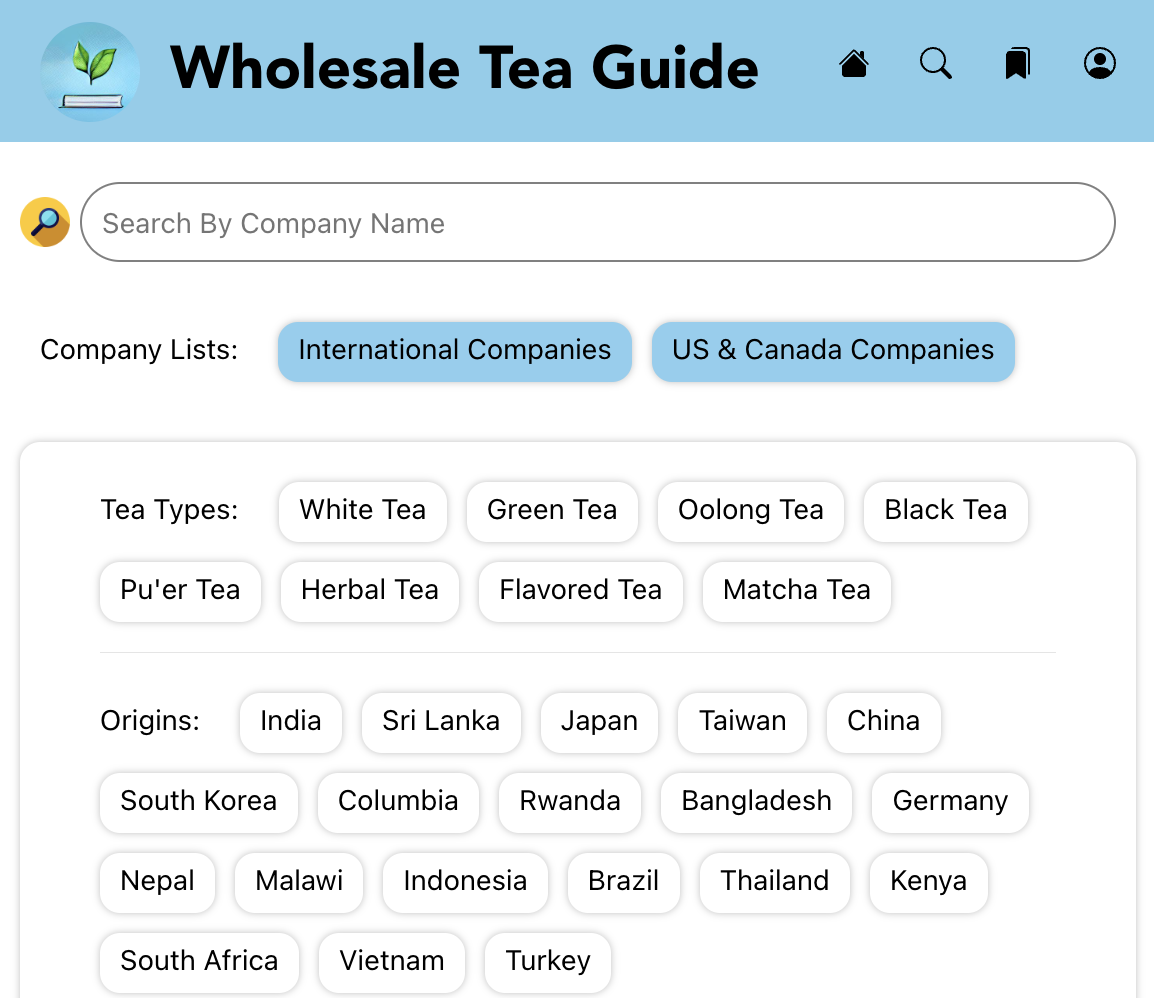 Wholesale Tea Guide
Search By Company Name
Company Lists: International Companies US & Canada Companies
Tea Types: White Tea Green Tea Oolong Tea Black Tea
Pu'er Tea Herbal Tea Flavored Tea Matcha Tea
Origins: India Sri Lanka Japan Taiwan China
South Korea Columbia Rwanda Bangladesh Germany
Nepal Malawi Indonesia Brazil Thailand Kenya
South Africa Vietnam Turkey